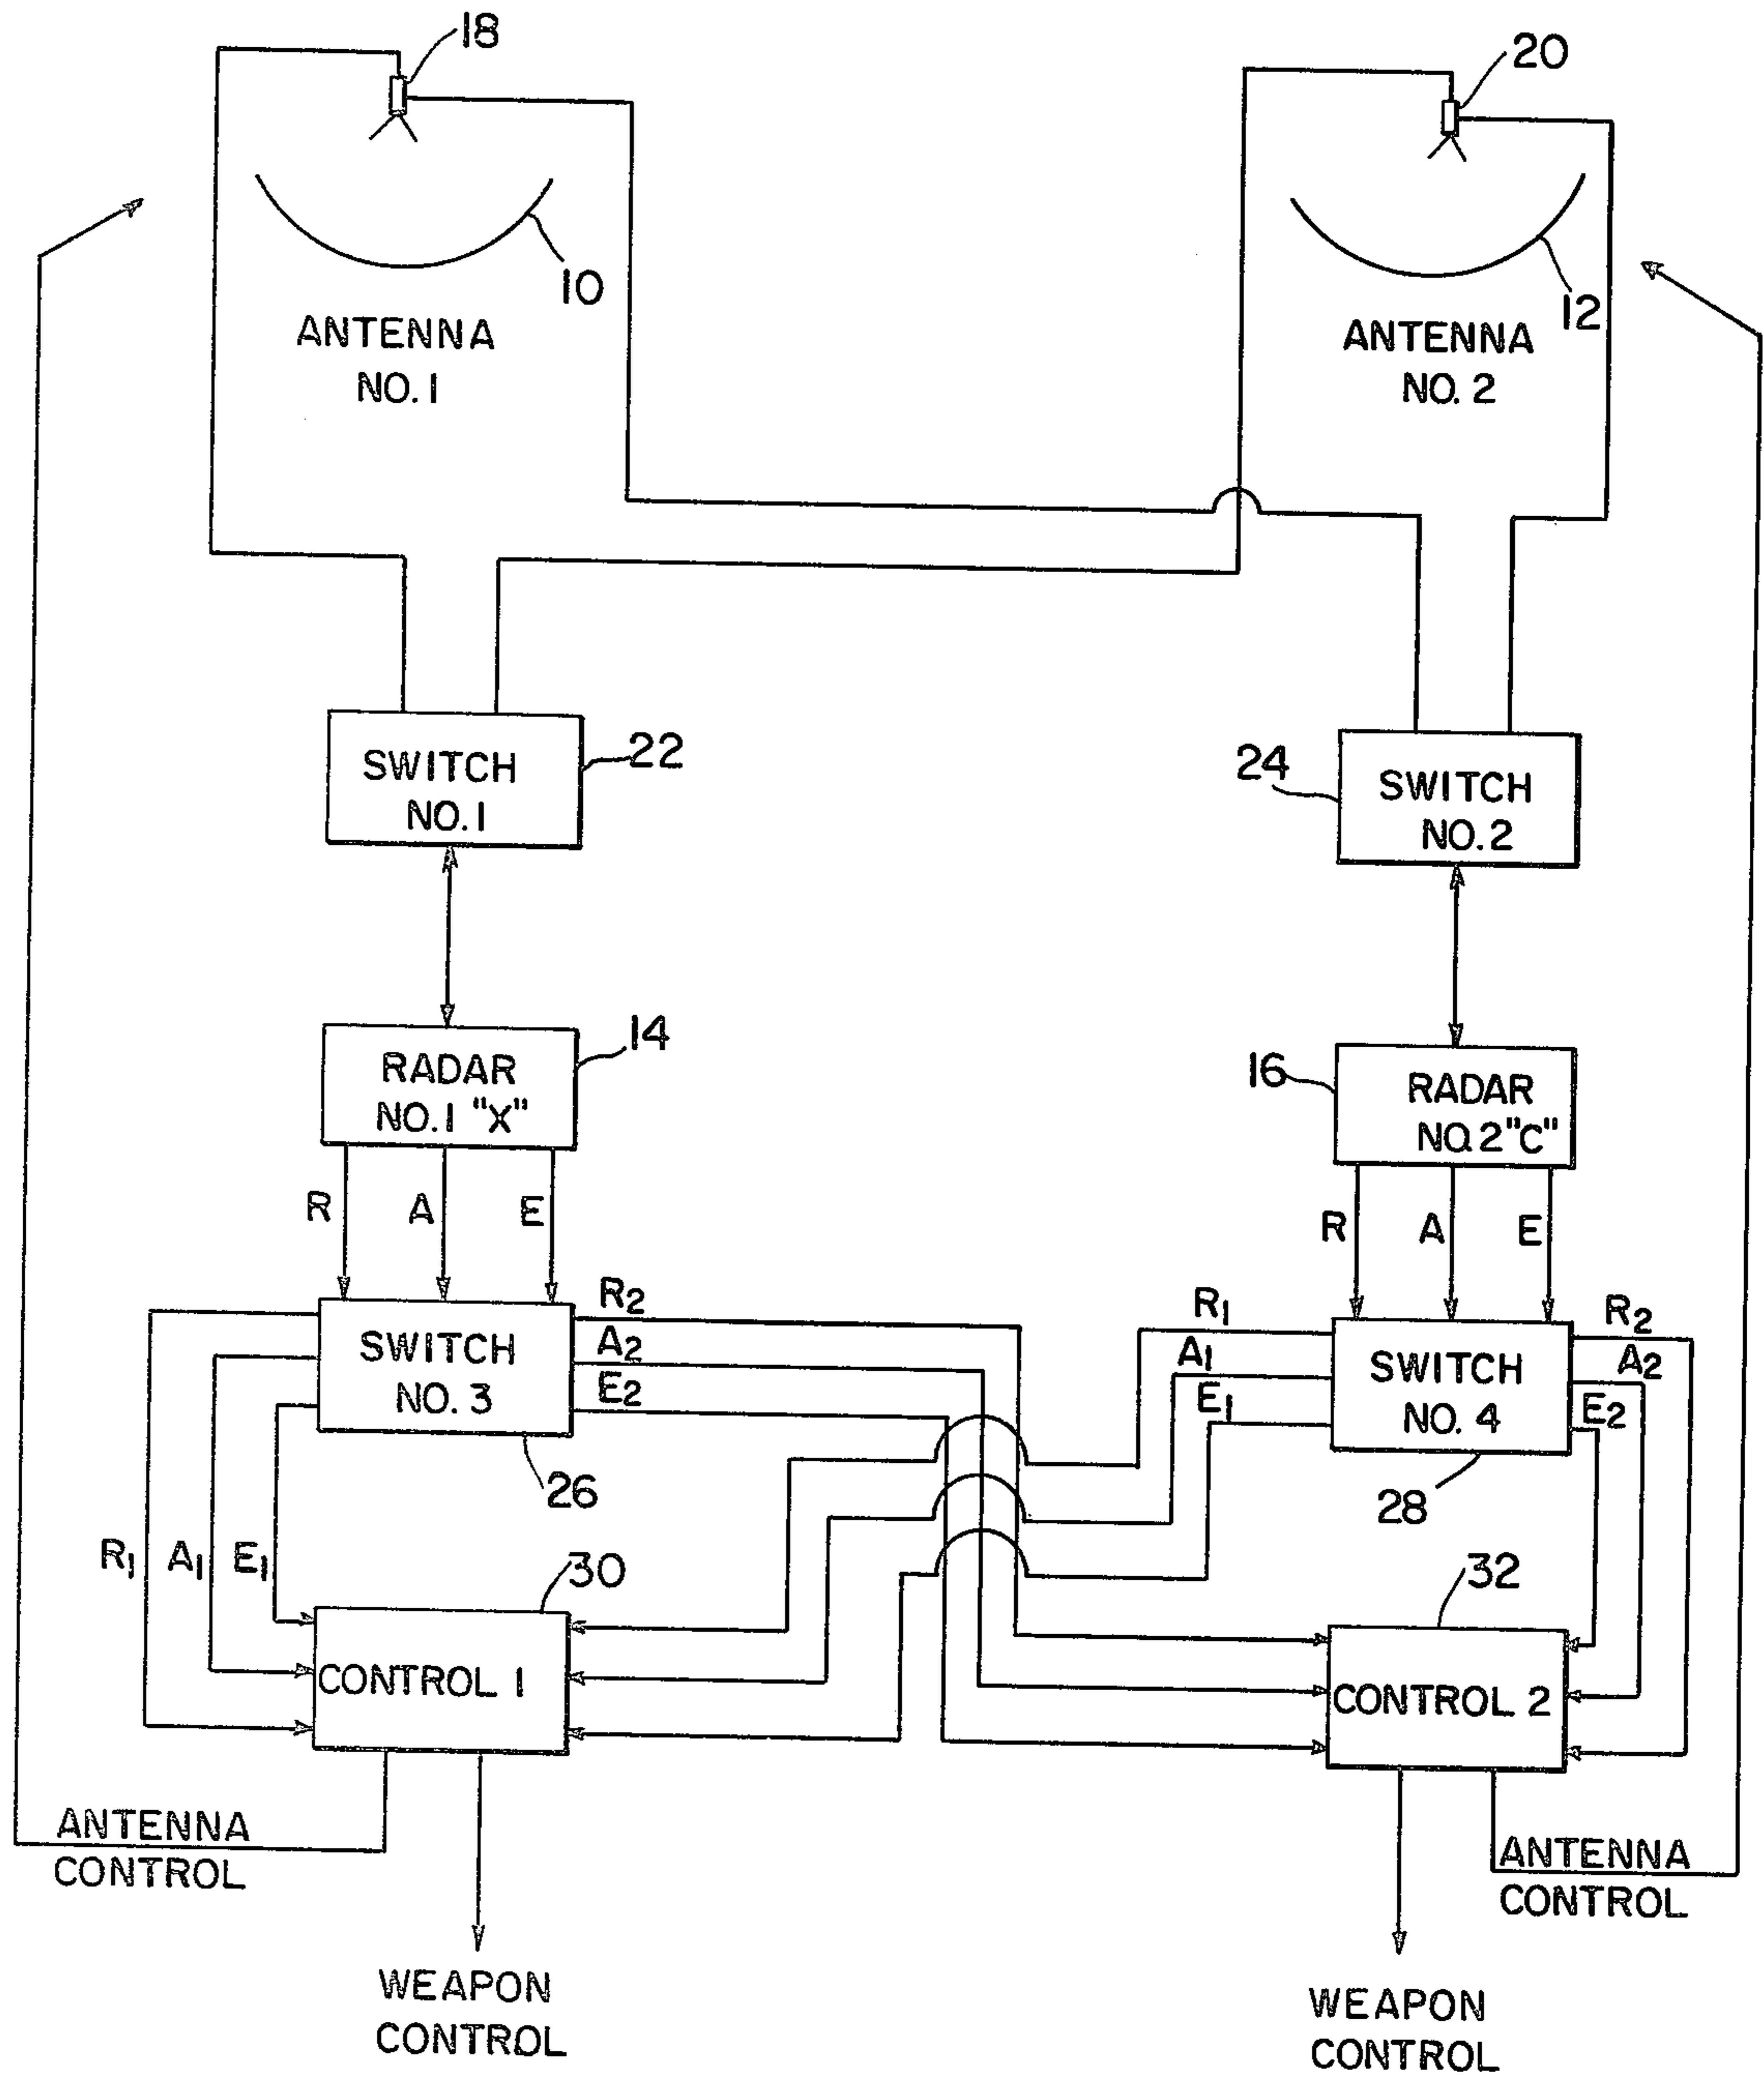 18
20
10
12
ANTENNA
NO. 1
ANTENNA
NO. 2
SWITCH
NO. 1
22
24
SWITCH
NO. 2
RADAR
NO. 1 "X"
14
16
RADAR
NO. 2 "C"
R A E
R A E
SWITCH
NO. 3
26
R2
A2
E2
R1
A1
E1
SWITCH
NO. 4
28
R2
A2
E2
R1 A1 E1
30
CONTROL 1
32
CONTROL 2
ANTENNA
CONTROL
ANTENNA
CONTROL
WEAPON
CONTROL
WEAPON
CONTROL